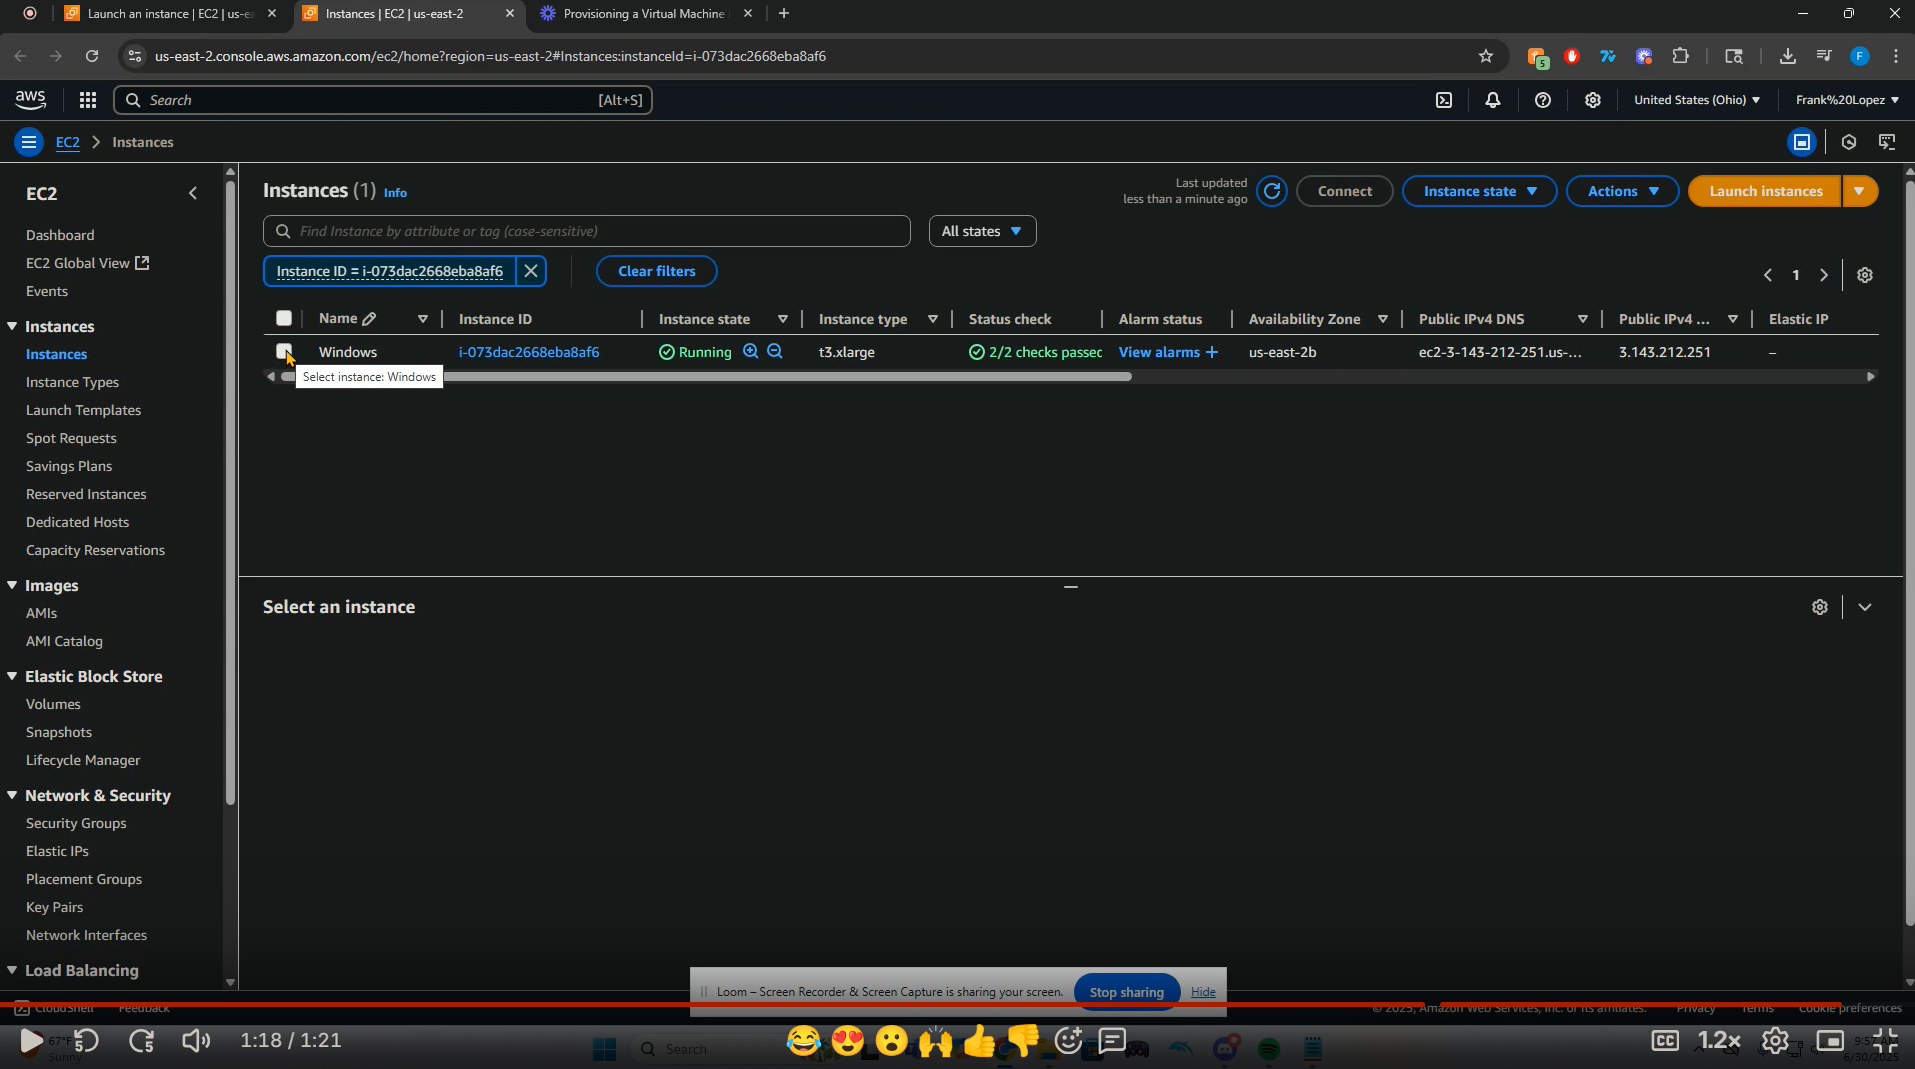 Launch an instance | EC2 | us-ea
Instances | EC2 | us-east-2
Provisioning a Virtual Machine
us-east-2.console.aws.amazon.com/ec2/home?region=us-east-2#Instances:instanceId=i-073dac2668eba8af6
5
F
aws
Search
[Alt+S]
United States (Ohio)
Frank%20Lopez
EC2
Instances
EC2
Dashboard
EC2 Global View
Events
Instances
Instances
Instance Types
Launch Templates
Spot Requests
Savings Plans
Reserved Instances
Dedicated Hosts
Capacity Reservations
Images
AMIs
AMI Catalog
Elastic Block Store
Volumes
Snapshots
Lifecycle Manager
Network & Security
Security Groups
Elastic IPs
Placement Groups
Key Pairs
Network Interfaces
Load Balancing
Instances (1) Info
Last updated
less than a minute ago
Connect
Instance state
Actions
Launch instances
Find Instance by attribute or tag (case-sensitive)
All states
Instance ID = i-073dac2668eba8af6
Clear filters
1
Name
Instance ID
Instance state
Instance type
Status check
Alarm status
Availability Zone
Public IPv4 DNS
Public IPv4 ...
Elastic IP
Windows
i-073dac2668eba8af6
Running
t3.xlarge
2/2 checks passec
View alarms +
us-east-2b
ec2-3-143-212-251.us-...
3.143.212.251
–
Select instance: Windows
Select an instance
Loom – Screen Recorder & Screen Capture is sharing your screen.
Stop sharing
Hide
CloudShell
Feedback
© 2025, Amazon Web Services, Inc. or its affiliates.
Privacy
Terms
Cookie preferences
67°F
Sunny
1:18 / 1:21
Search
CC
1.2x
9:57 AM
6/30/2025